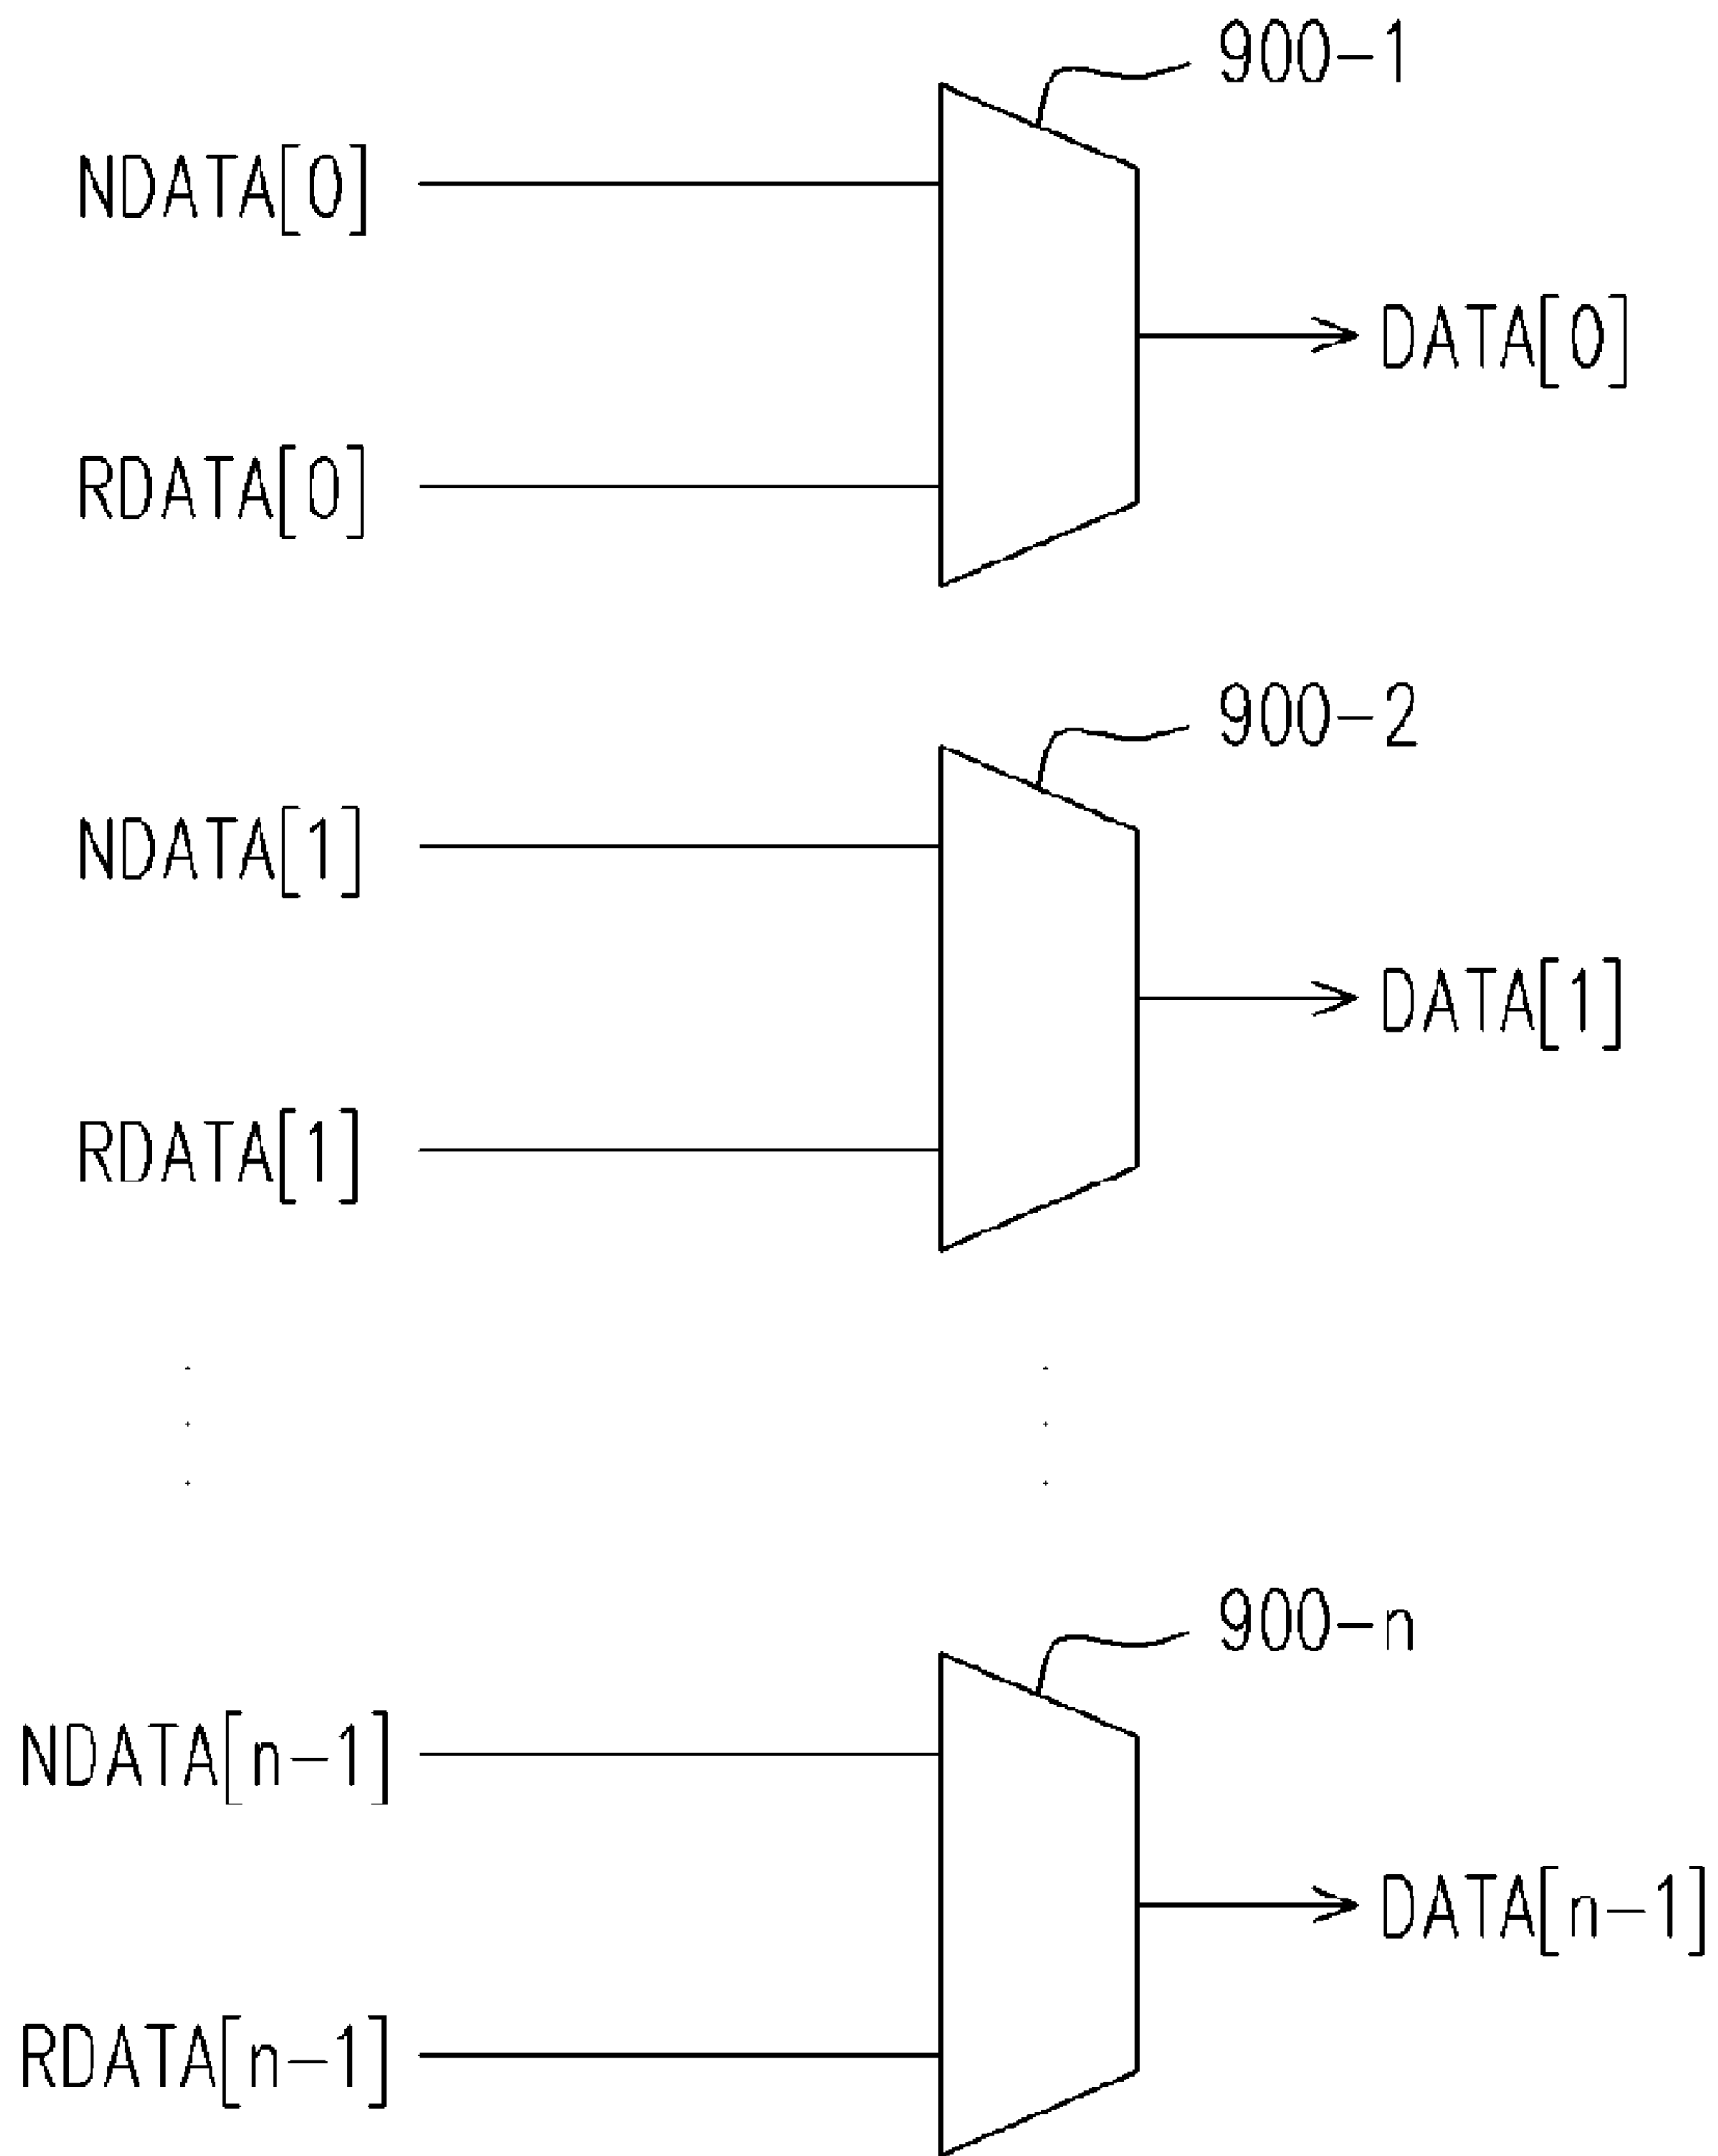 900-1
NDATA[0]
DATA[0]
RDATA[0]
900-2
NDATA[1]
DATA[1]
RDATA[1]
900-n
NDATA[n-1]
DATA[n-1]
RDATA[n-1]